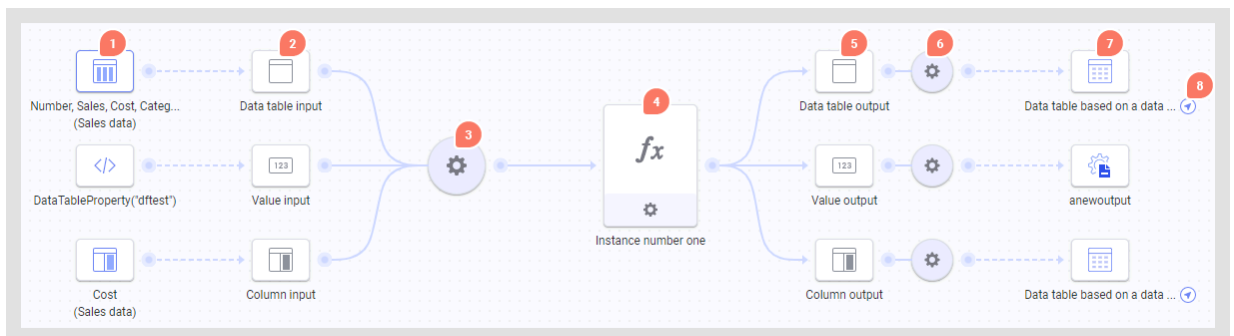 1
2
3
4
5
6
7
8
Number, Sales, Cost, Categ...
(Sales data)
Data table input
Data table output
Data table based on a data ...
</>
123
fx
123
DataTableProperty("dftest")
Value input
Value output
anewoutput
Instance number one
Cost
(Sales data)
Column input
Column output
Data table based on a data ...